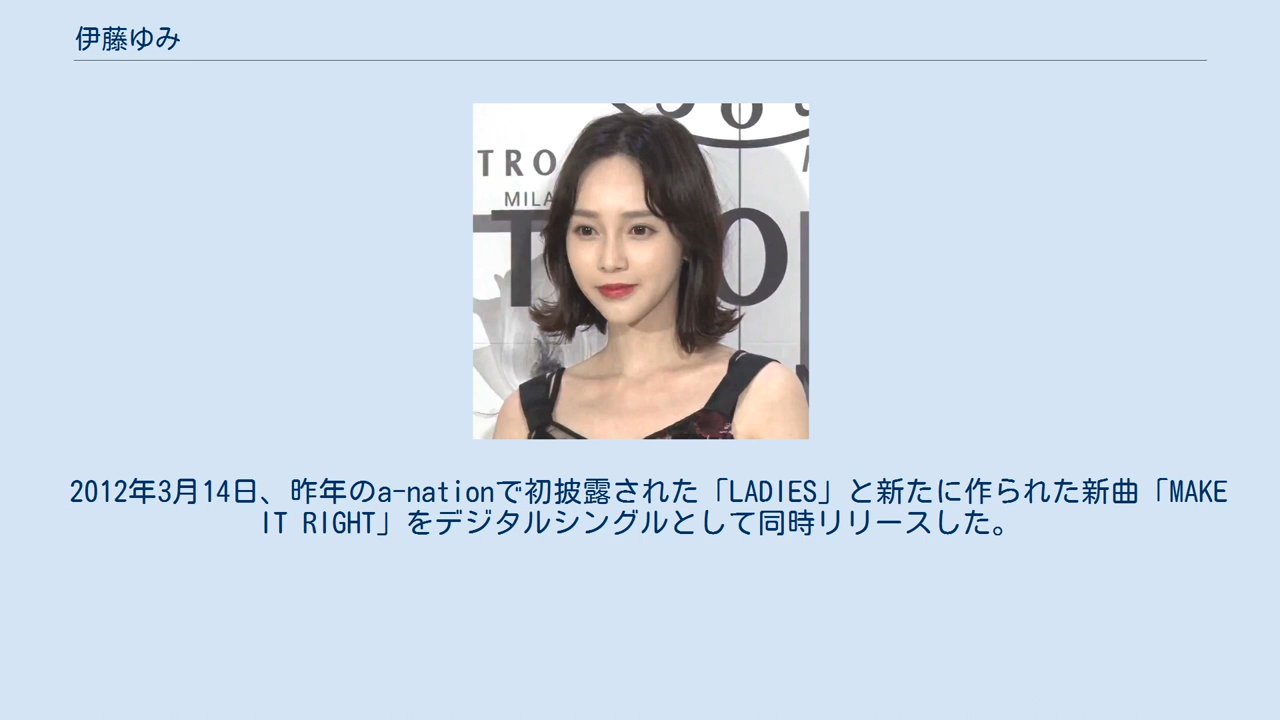 伊藤ゆみ
TRO
MILA
TRO
2012年3月14日、昨年のa-nationで初披露された「LADIES」と新たに作られた新曲「MAKE
IT RIGHT」をデジタルシングルとして同時リリースした。